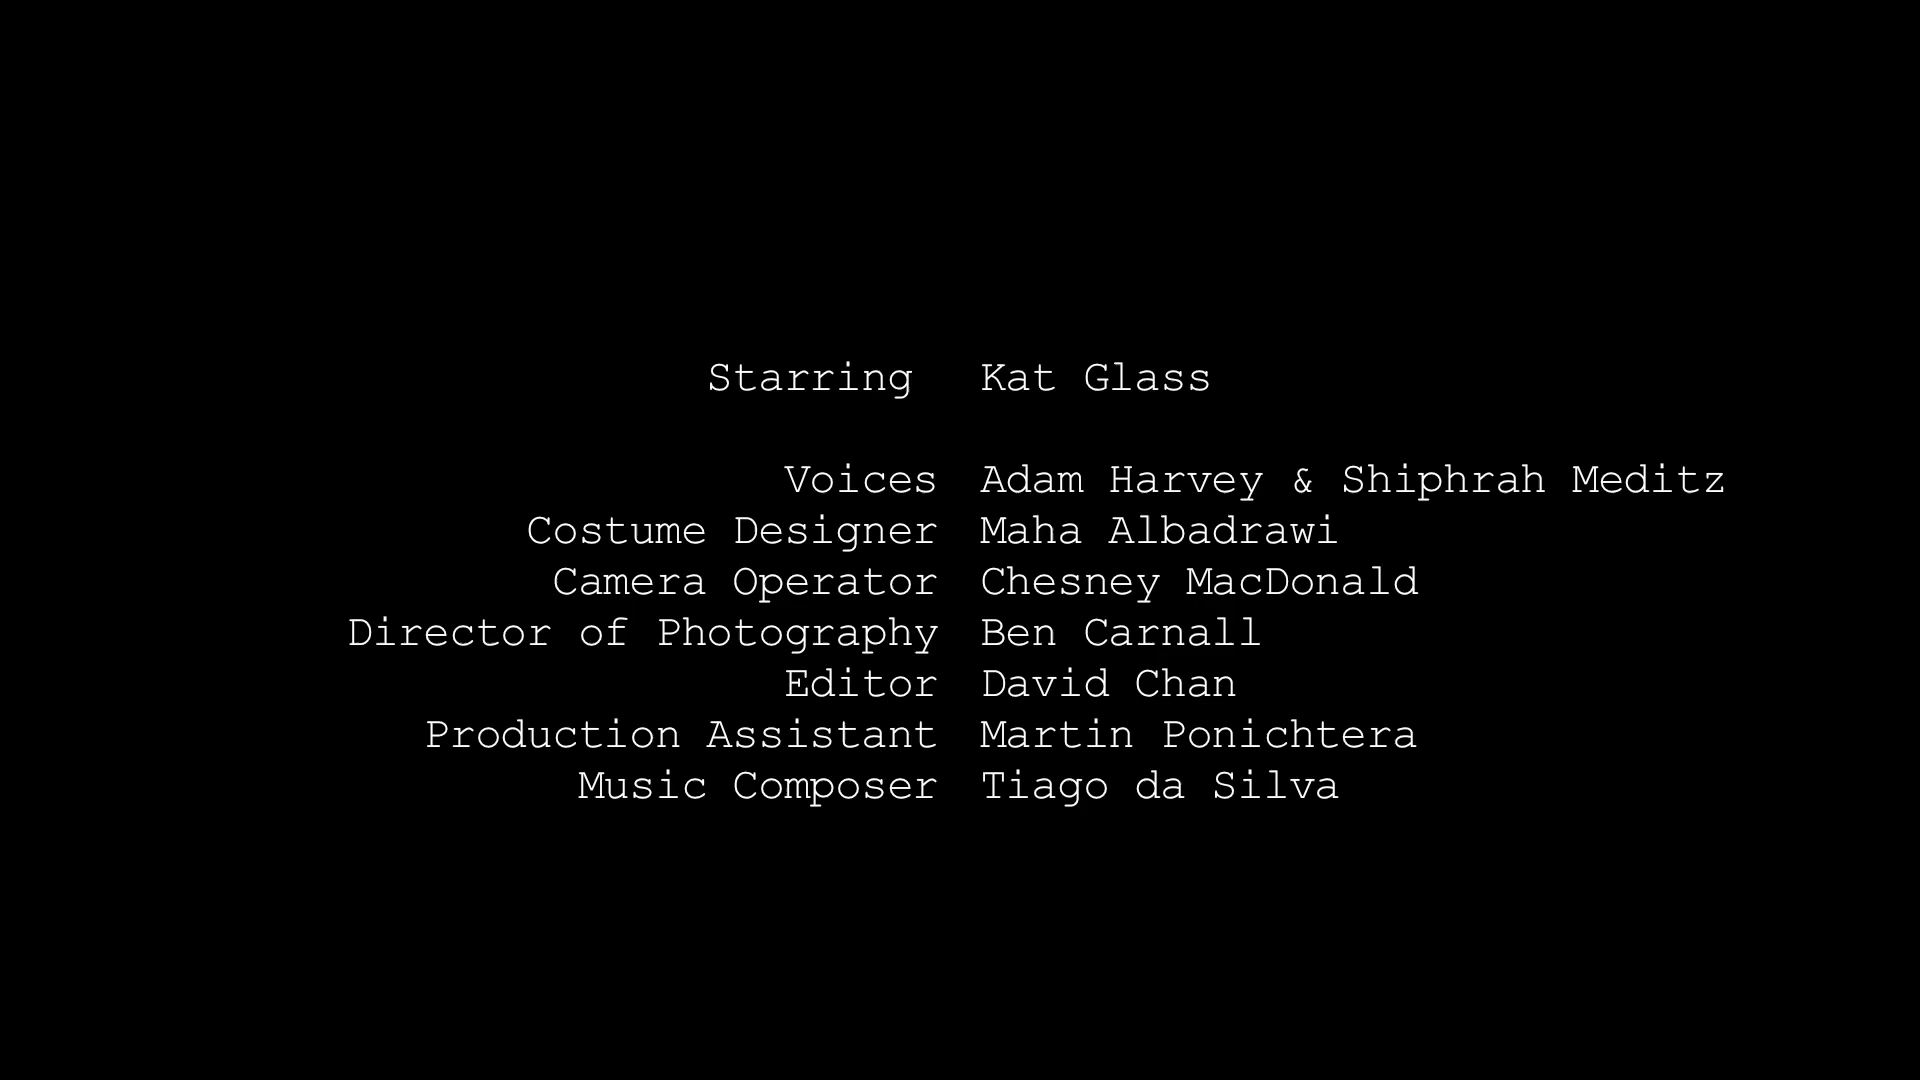 Starring Kat Glass
Voices Adam Harvey & Shiphrah Meditz
Costume Designer Maha Albadrawi
Camera Operator Chesney MacDonald
Director of Photography Ben Carnall
Editor David Chan
Production Assistant Martin Ponichtera
Music Composer Tiago da Silva